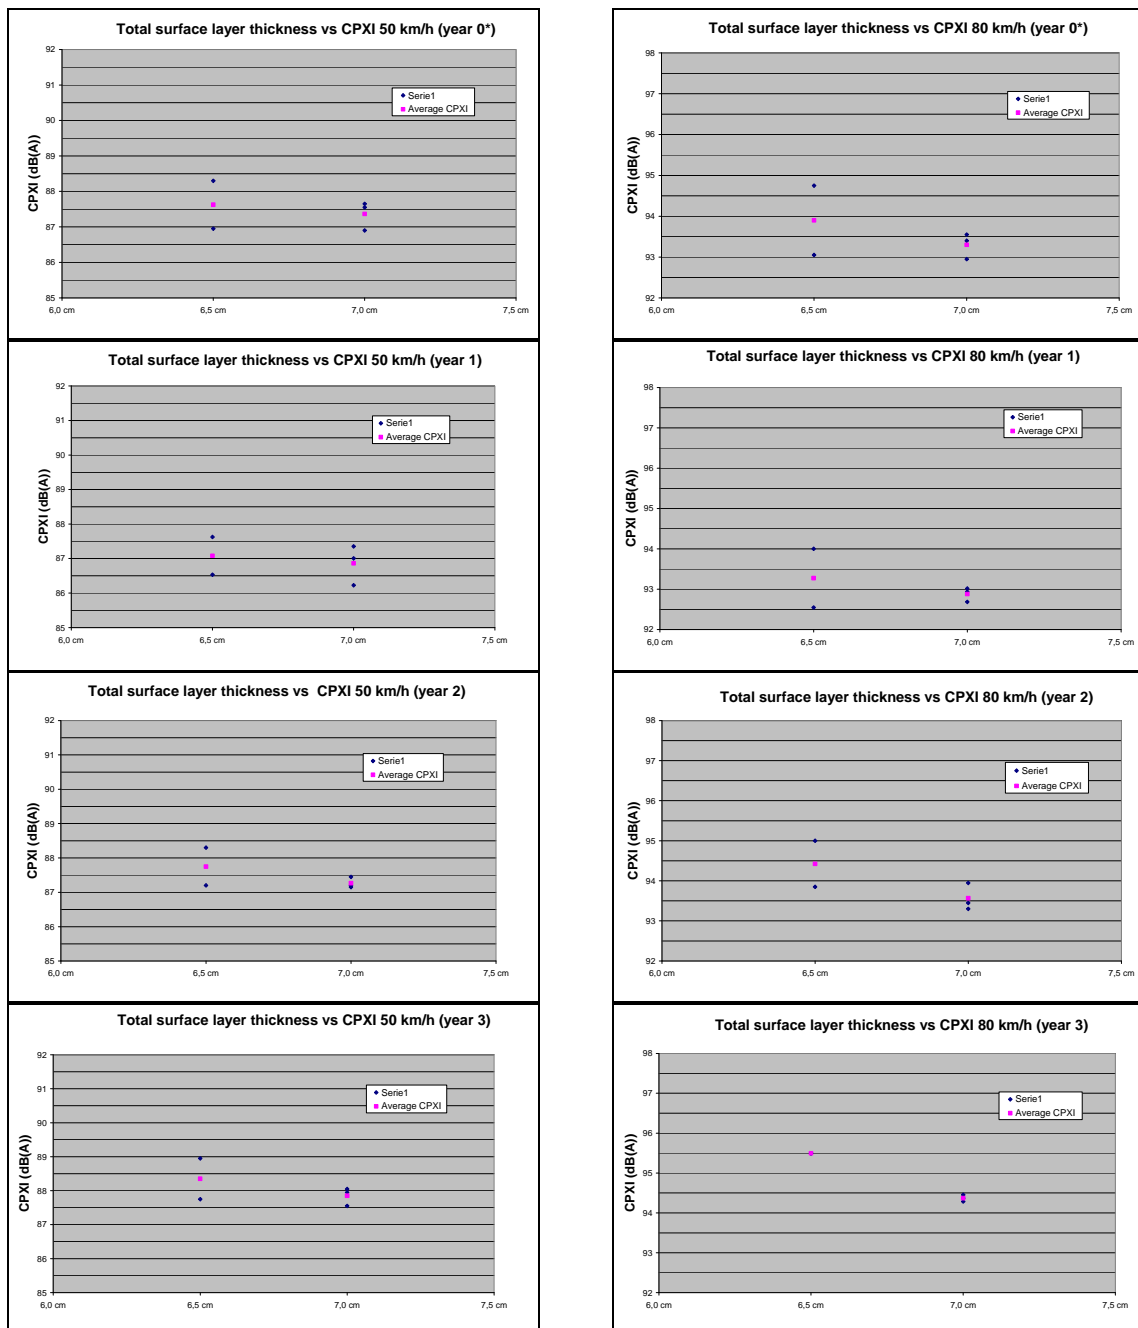 Total surface layer thickness vs CPXI 50 km/h (year 0*)
92
91
90
89
88
87
86
85
CPXI (dB(A))
Serie1
Average CPXI
6,0 cm
6,5 cm
7,0 cm
7,5 cm
Total surface layer thickness vs CPXI 80 km/h (year 0*)
98
97
96
95
94
93
92
CPXI (dB(A))
Serie1
Average CPXI
6,0 cm
6,5 cm
7,0 cm
7,5 cm
Total surface layer thickness vs CPXI 50 km/h (year 1)
92
91
90
89
88
87
86
85
CPXI (dB(A))
Serie1
Average CPXI
6,0 cm
6,5 cm
7,0 cm
7,5 cm
Total surface layer thickness vs CPXI 80 km/h (year 1)
98
97
96
95
94
93
92
CPXI (dB(A))
Serie1
Average CPXI
6,0 cm
6,5 cm
7,0 cm
7,5 cm
Total surface layer thickness vs CPXI 50 km/h (year 2)
92
91
90
89
88
87
86
85
CPXI (dB(A))
Serie1
Average CPXI
6,0 cm
6,5 cm
7,0 cm
7,5 cm
Total surface layer thickness vs CPXI 80 km/h (year 2)
98
97
96
95
94
93
92
CPXI (dB(A))
Serie1
Average CPXI
6,0 cm
6,5 cm
7,0 cm
7,5 cm
Total surface layer thickness vs CPXI 50 km/h (year 3)
92
91
90
89
88
87
86
85
CPXI (dB(A))
Serie1
Average CPXI
6,0 cm
6,5 cm
7,0 cm
7,5 cm
Total surface layer thickness vs CPXI 80 km/h (year 3)
98
97
96
95
94
93
92
CPXI (dB(A))
Serie1
Average CPXI
6,0 cm
6,5 cm
7,0 cm
7,5 cm